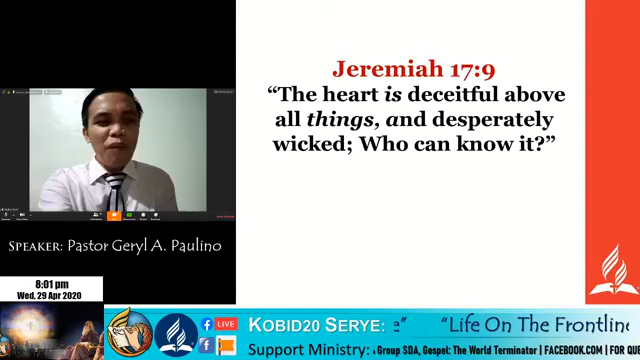 Jeremiah 17:9
“The heart is deceitful above
all things, and desperately
wicked; Who can know it?”
SPEAKER: Pastor Geryl A. Paulino
8:01 pm
Wed, 29 Apr 2020
LIVE KOBID20 SERYE: e” “Life On The Frontline
Support Ministry: Group SDA, Gospel: The World Terminator | FACEBOOK.COM | FOR